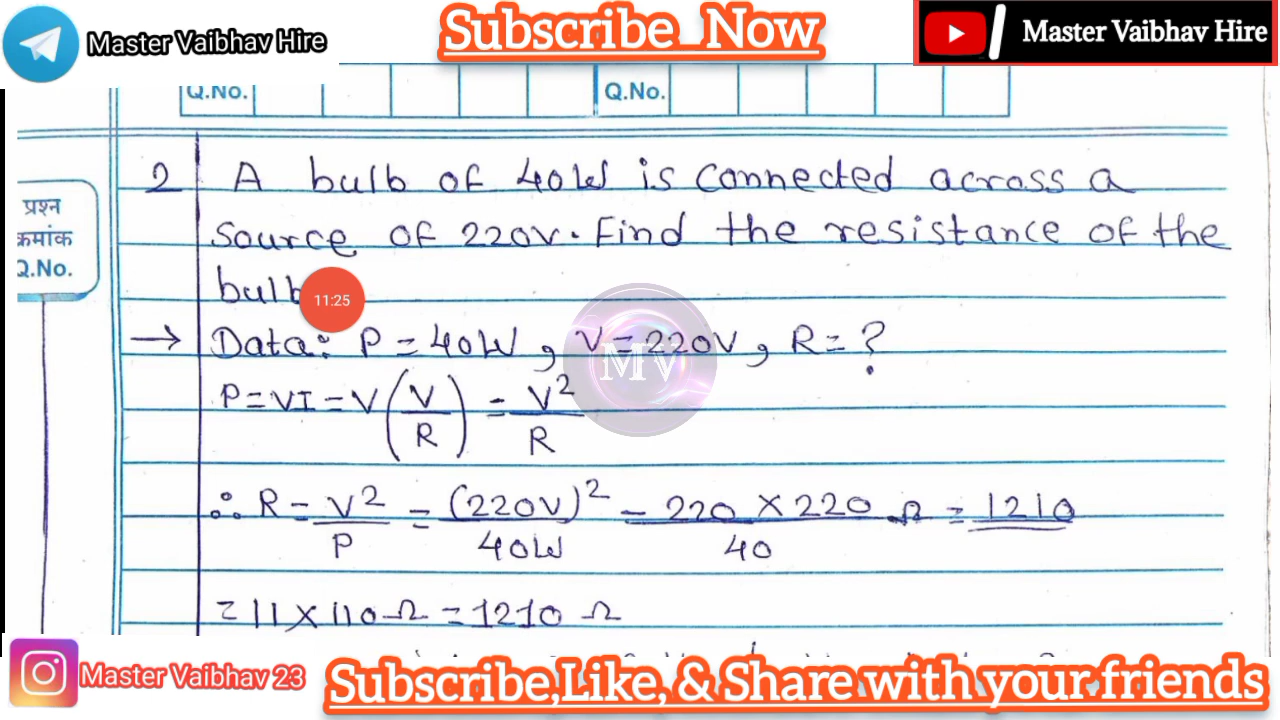 Master Vaibhav Hire
Subscribe Now
Master Vaibhav Hire
Q.No.
Q.No.
प्रश्न
क्रमांक
Q.No.
2 A bulb of 40W is connected across a
source of 220V. Find the resistance of the
bulb
11:25
→ Data: P = 40W, V = 220V, R = ?
MV
P = VI = V(V/R) = V²/R
∴ R = V²/P = (220V)²/40W = 220 × 220/40 Ω = 1210
= 11 × 110 Ω = 1210 Ω
Master Vaibhav 23
Subscribe,Like, & Share with your friends